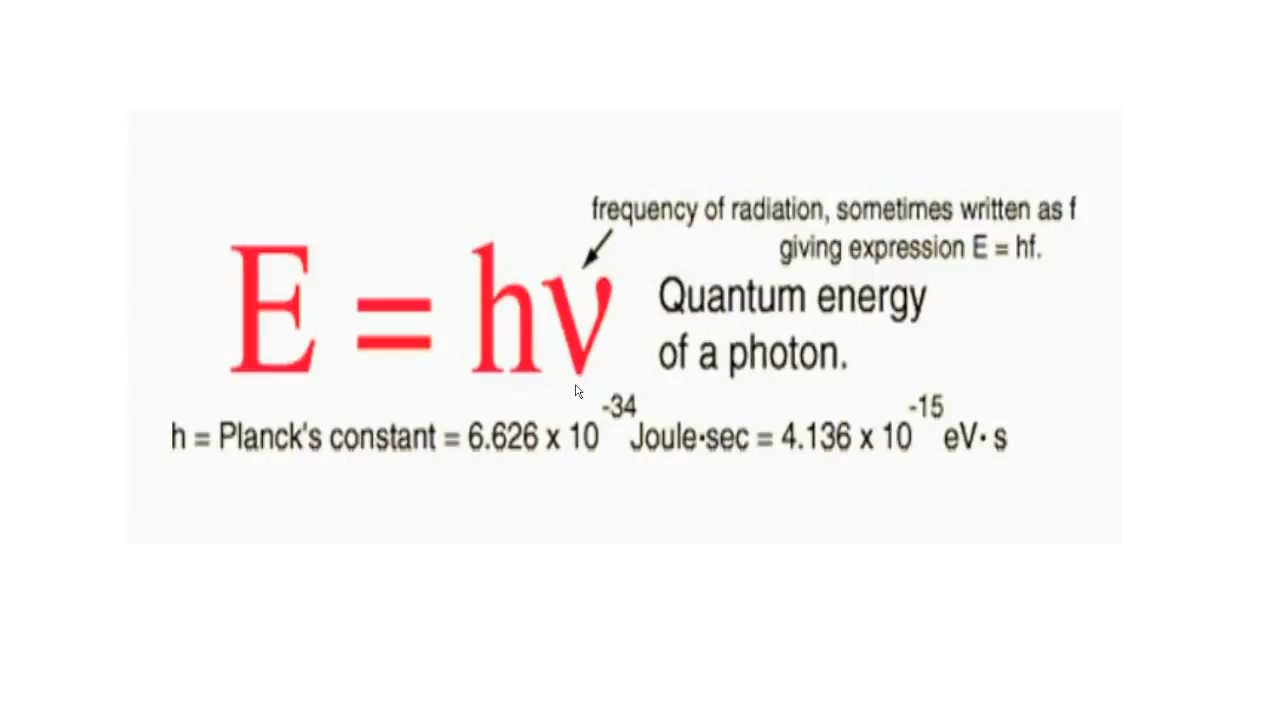 frequency of radiation, sometimes written as f
giving expression E = hf.
E = hν
Quantum energy
of a photon.
h = Planck's constant = 6.626 x 10⁻³⁴ Joule·sec = 4.136 x 10⁻¹⁵ eV· s